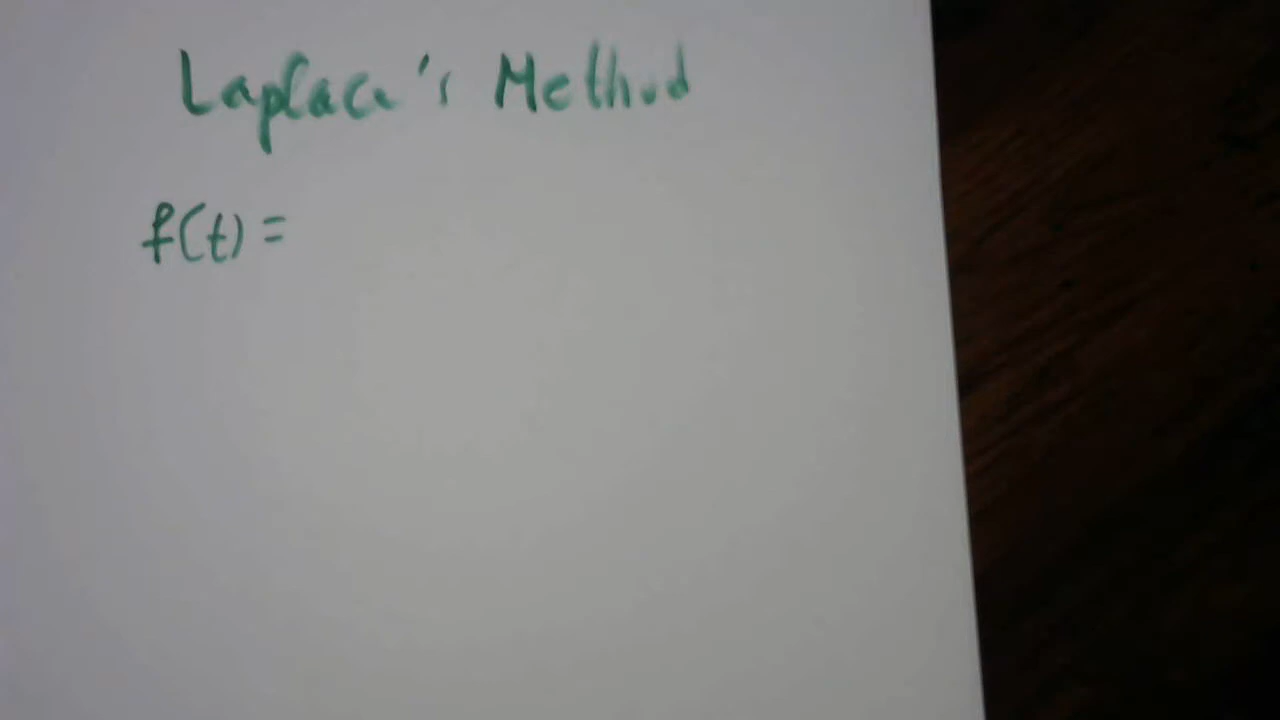 Laplace's Method
f(t) =